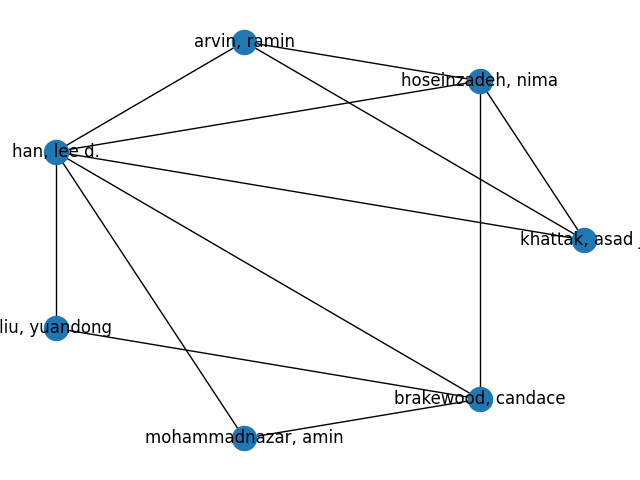 arvin, ramin
hoseinzadeh, nima
han, lee d.
khattak, asad j
liu, yuandong
brakewood, candace
mohammadnazar, amin